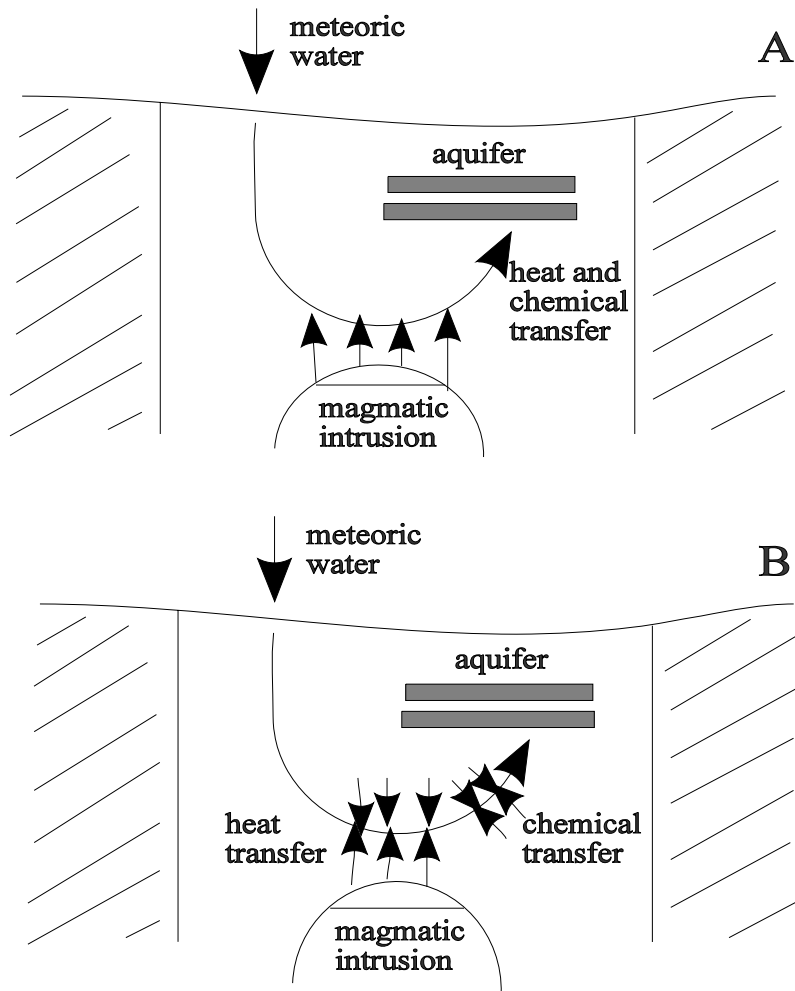 meteoric
water
A
aquifer
heat and
chemical
transfer
magmatic
intrusion
meteoric
water
B
aquifer
heat
transfer
chemical
transfer
magmatic
intrusion